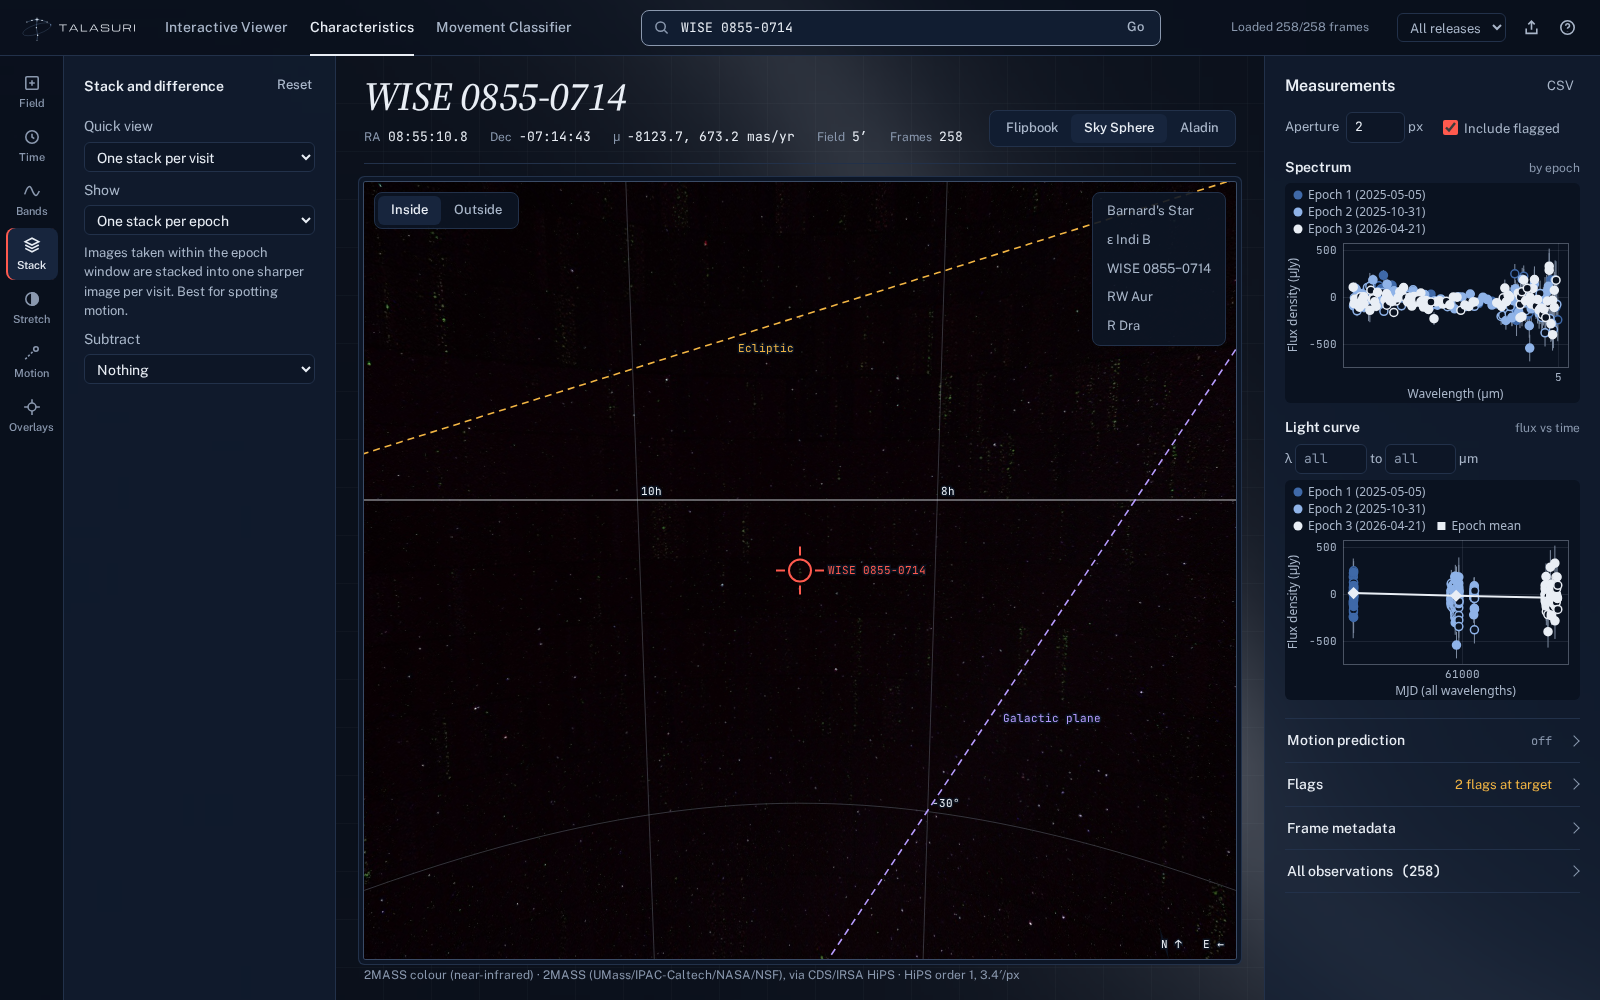 TALASURI
Interactive Viewer
Characteristics
Movement Classifier
WISE 0855-0714
Go
Loaded 258/258 frames
All releases
Field
Time
Bands
Stack
Stretch
Motion
Overlays
Stack and difference
Reset
Quick view
One stack per visit
Show
One stack per epoch
Images taken within the epoch
window are stacked into one sharper
image per visit. Best for spotting
motion.
Subtract
Nothing
WISE 0855-0714
RA 08:55:10.8 Dec -07:14:43 μ -8123.7, 673.2 mas/yr Field 5′ Frames 258
Flipbook
Sky Sphere
Aladin
Inside
Outside
Barnard's Star
ε Indi B
WISE 0855–0714
RW Aur
R Dra
Ecliptic
10h
8h
WISE 0855-0714
Galactic plane
-30°
N ↑ E ←
2MASS colour (near-infrared) · 2MASS (UMass/IPAC-Caltech/NASA/NSF), via CDS/IRSA HiPS · HiPS order 1, 3.4′/px
Measurements
CSV
Aperture 2 px
Include flagged
Spectrum
by epoch
Epoch 1 (2025-05-05)
Epoch 2 (2025-10-31)
Epoch 3 (2026-04-21)
Flux density (μJy)
500
0
-500
5
Wavelength (μm)
Light curve
flux vs time
λ all to all μm
Epoch 1 (2025-05-05)
Epoch 2 (2025-10-31)
Epoch 3 (2026-04-21)
Epoch mean
Flux density (μJy)
500
0
-500
61000
MJD (all wavelengths)
Motion prediction
off
Flags
2 flags at target
Frame metadata
All observations (258)